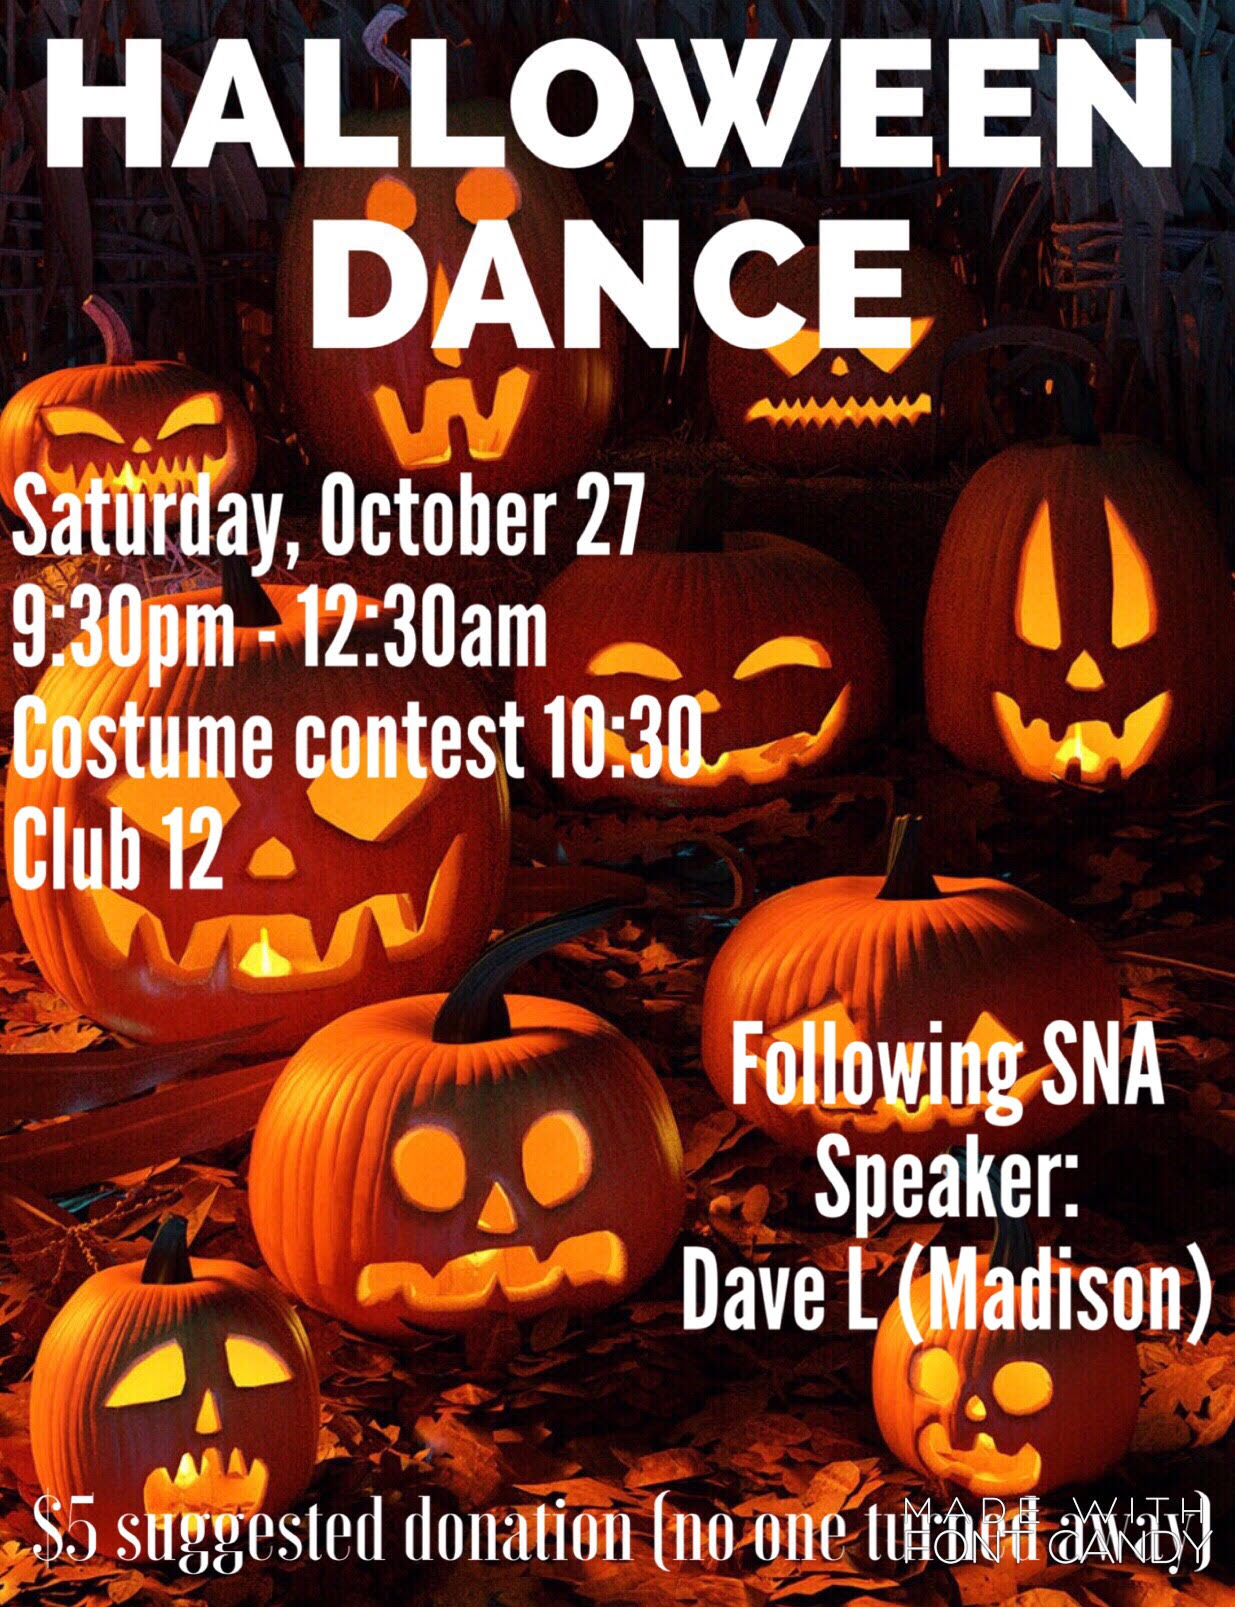 HALLOWEEN
DANCE
Saturday, October 27
9:30pm - 12:30am
Costume contest 10:30
Club 12
Following SNA
Speaker:
Dave L (Madison)
$5 suggested donation (no one turned away)
MADE WITH
FONT CANDY